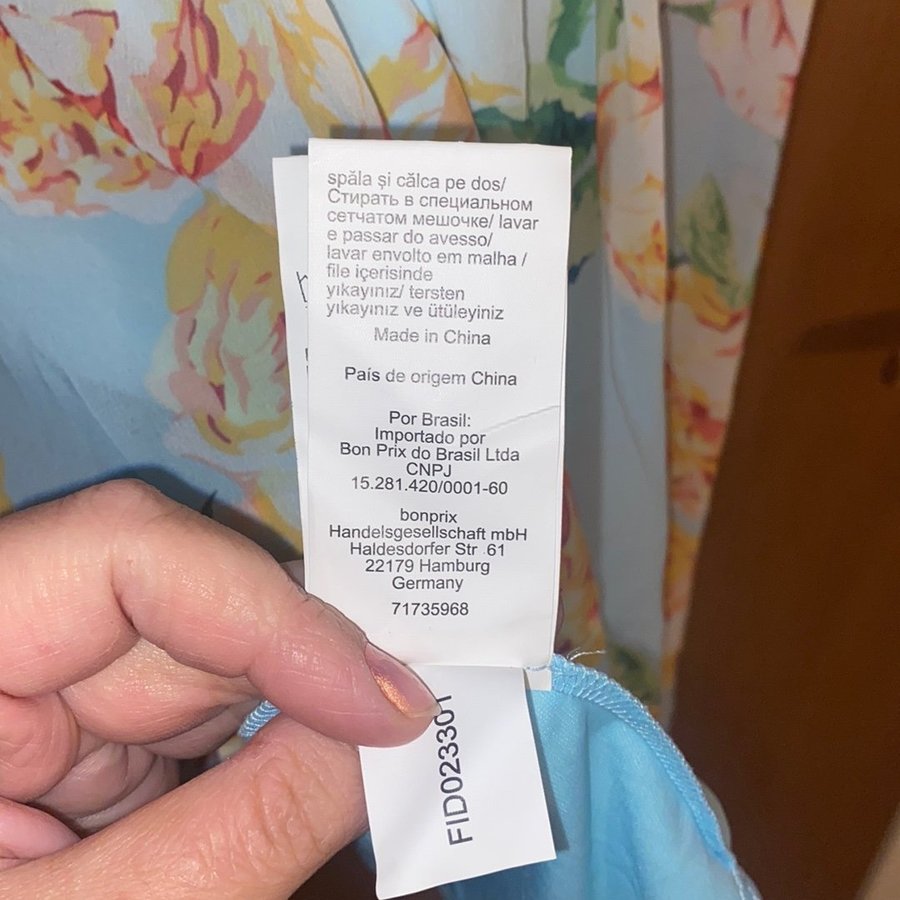 spăla și călca pe dos/
Стирать в специальном
сетчатом мешочке/ lavar
e passar do avesso/
lavar envolto em malha /
file içerisinde
yıkayınız/ tersten
yıkayınız ve ütüleyiniz
Made in China
País de origem China
Por Brasil:
Importado por
Bon Prix do Brasil Ltda
CNPJ
15.281.420/0001-60
bonprix
Handelsgesellschaft mbH
Haldesdorfer Str 61
22179 Hamburg
Germany
71735968
FID023301